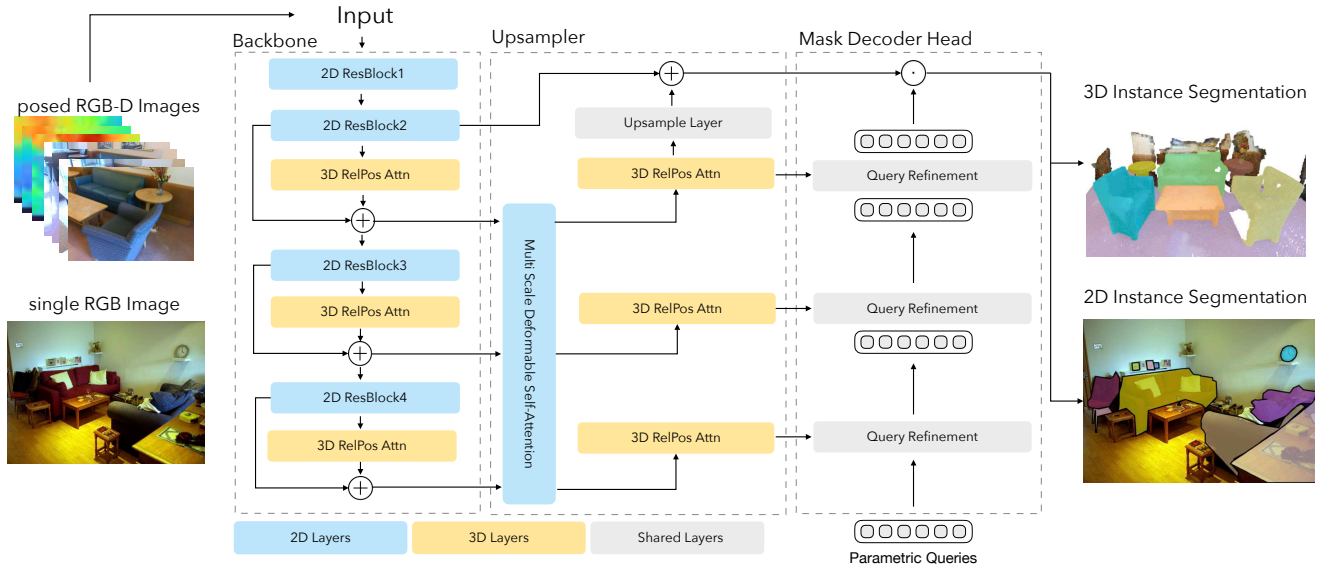 Input
Backbone
Upsampler
Mask Decoder Head
posed RGB-D Images
single RGB Image
2D ResBlock1
2D ResBlock2
3D RelPos Attn
2D ResBlock3
3D RelPos Attn
2D ResBlock4
3D RelPos Attn
Multi Scale Deformable Self-Attention
Upsample Layer
3D RelPos Attn
3D RelPos Attn
3D RelPos Attn
Query Refinement
Query Refinement
Query Refinement
Parametric Queries
3D Instance Segmentation
2D Instance Segmentation
2D Layers
3D Layers
Shared Layers